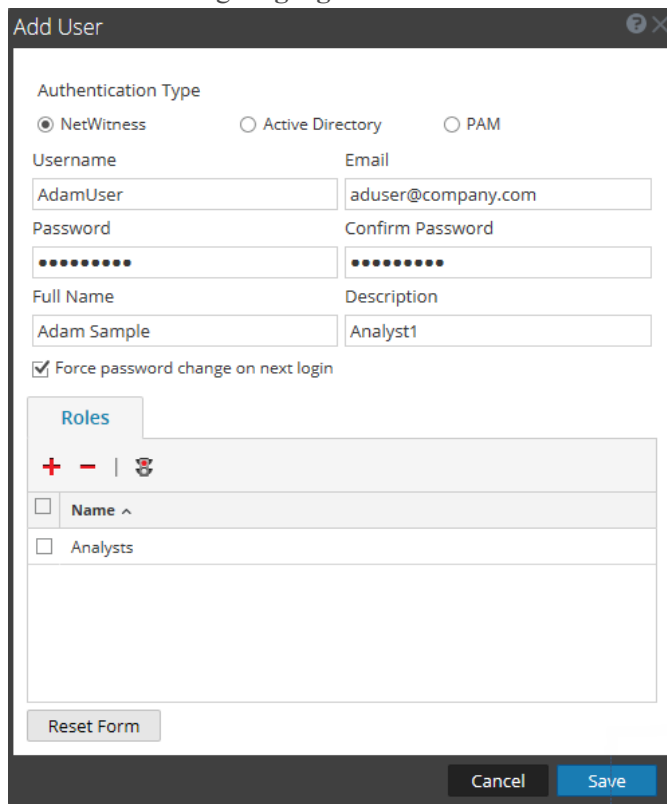 Add User
Authentication Type
NetWitness Active Directory PAM
Username Email
AdamUser aduser@company.com
Password Confirm Password
••••••••• •••••••••
Full Name Description
Adam Sample Analyst1
Force password change on next login
Roles
Name
Analysts
Reset Form
Cancel Save